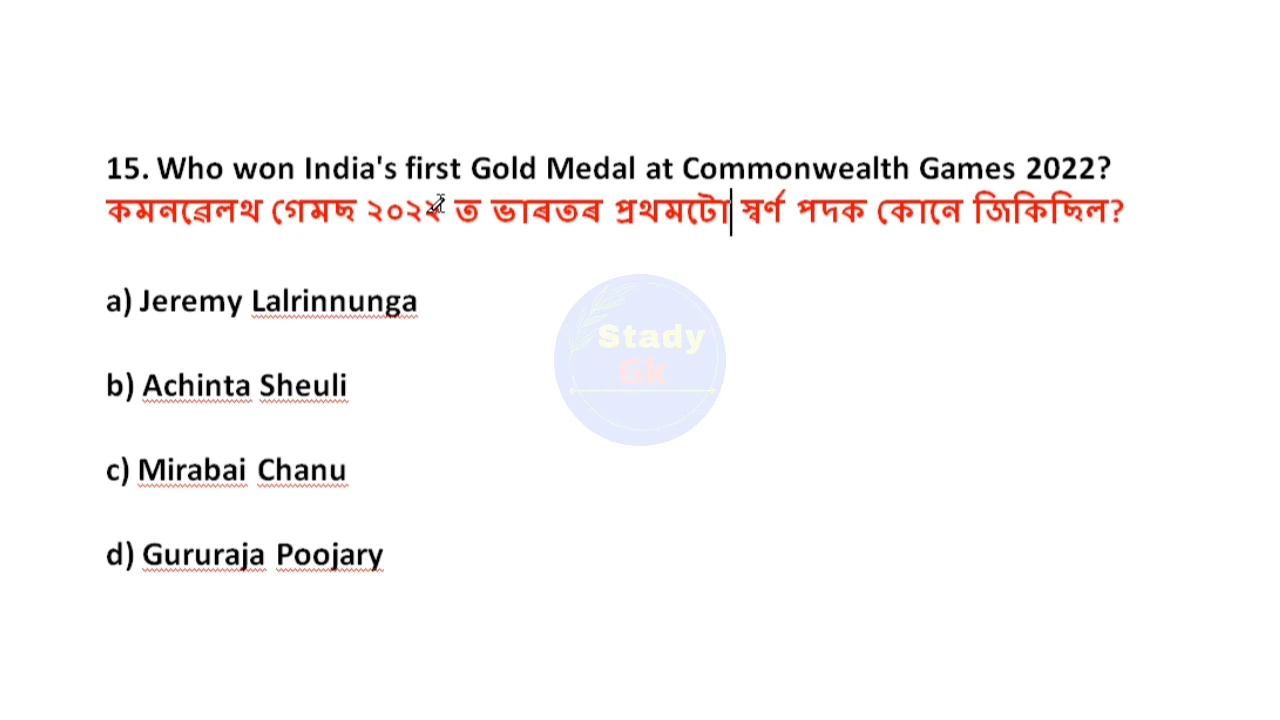 15. Who won India's first Gold Medal at Commonwealth Games 2022?
কমনৱেলথ গেমছ ২০২২ ত ভাৰতৰ প্ৰথমটো স্বৰ্ণ পদক কোনে জিকিছিল?
a) Jeremy Lalrinnunga
Stady
Gk
b) Achinta Sheuli
c) Mirabai Chanu
d) Gururaja Poojary